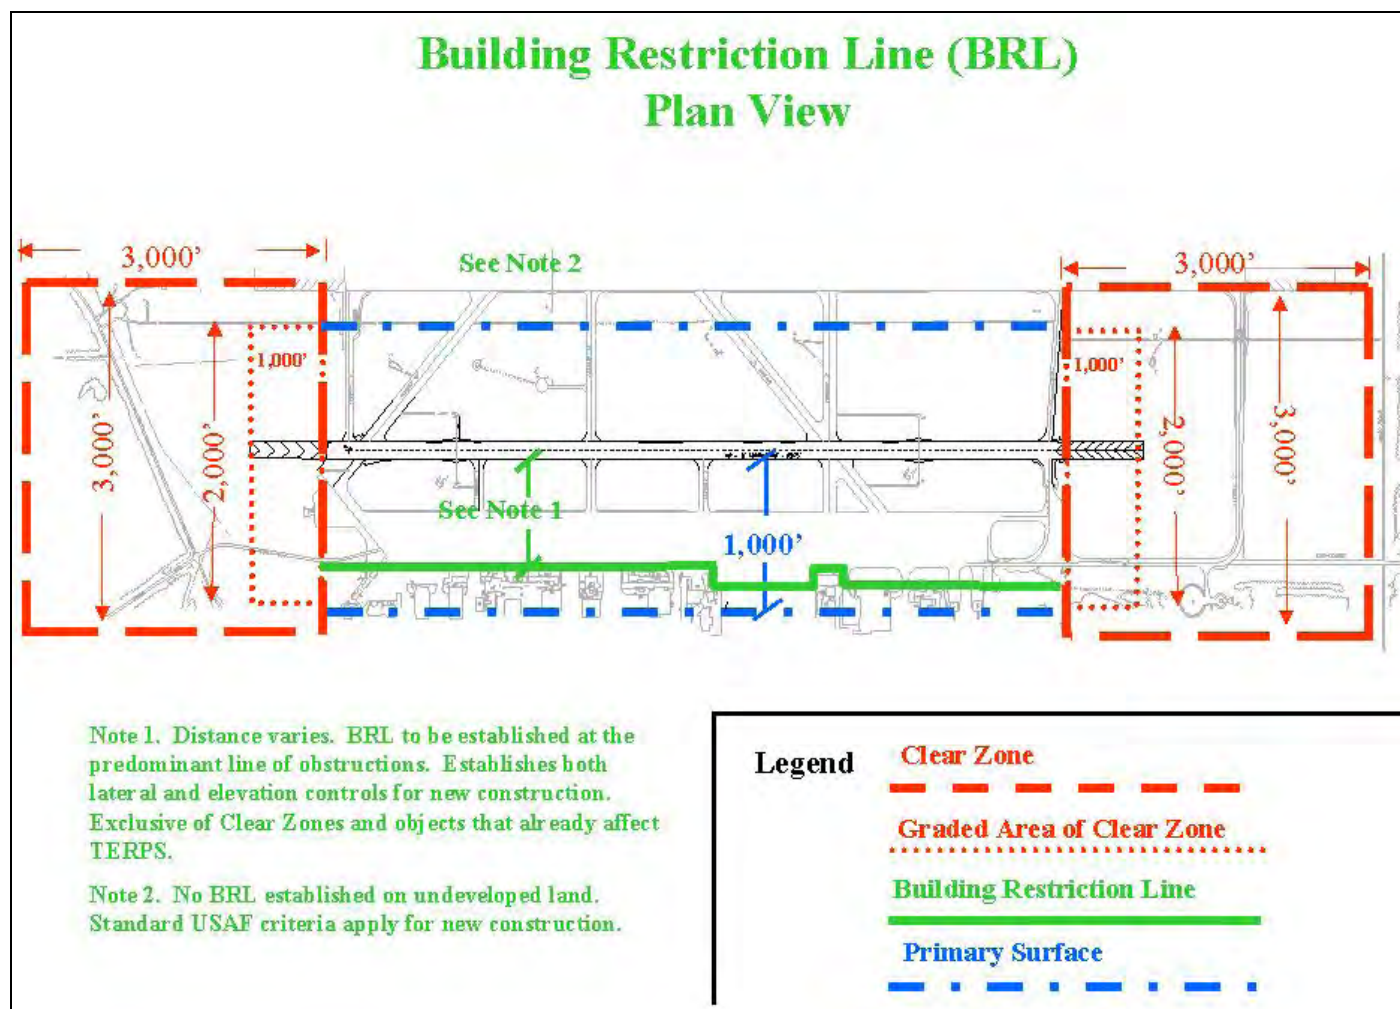 Building Restriction Line (BRL)
Plan View
3,000’
See Note 2
3,000’
1,000’
1,000’
3,000’
2,000’
2,000’
3,000’
See Note 1
1,000’
Note 1. Distance varies. BRL to be established at the
predominant line of obstructions. Establishes both
lateral and elevation controls for new construction.
Exclusive of Clear Zones and objects that already affect
TERPS.
Note 2. No BRL established on undeveloped land.
Standard USAF criteria apply for new construction.
Legend
Clear Zone
Graded Area of Clear Zone
Building Restriction Line
Primary Surface